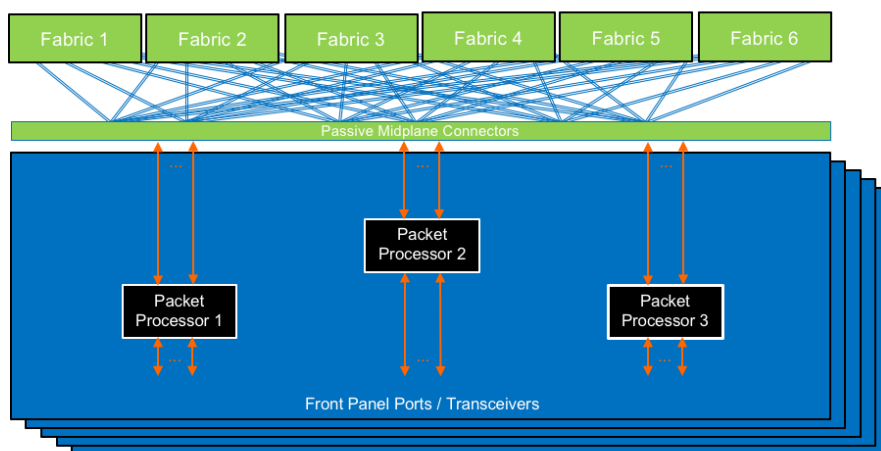 Fabric 1
Fabric 2
Fabric 3
Fabric 4
Fabric 5
Fabric 6
Passive Midplane Connectors
...
...
...
Packet
Processor 2
Packet
Processor 1
Packet
Processor 3
...
...
...
Front Panel Ports / Transceivers